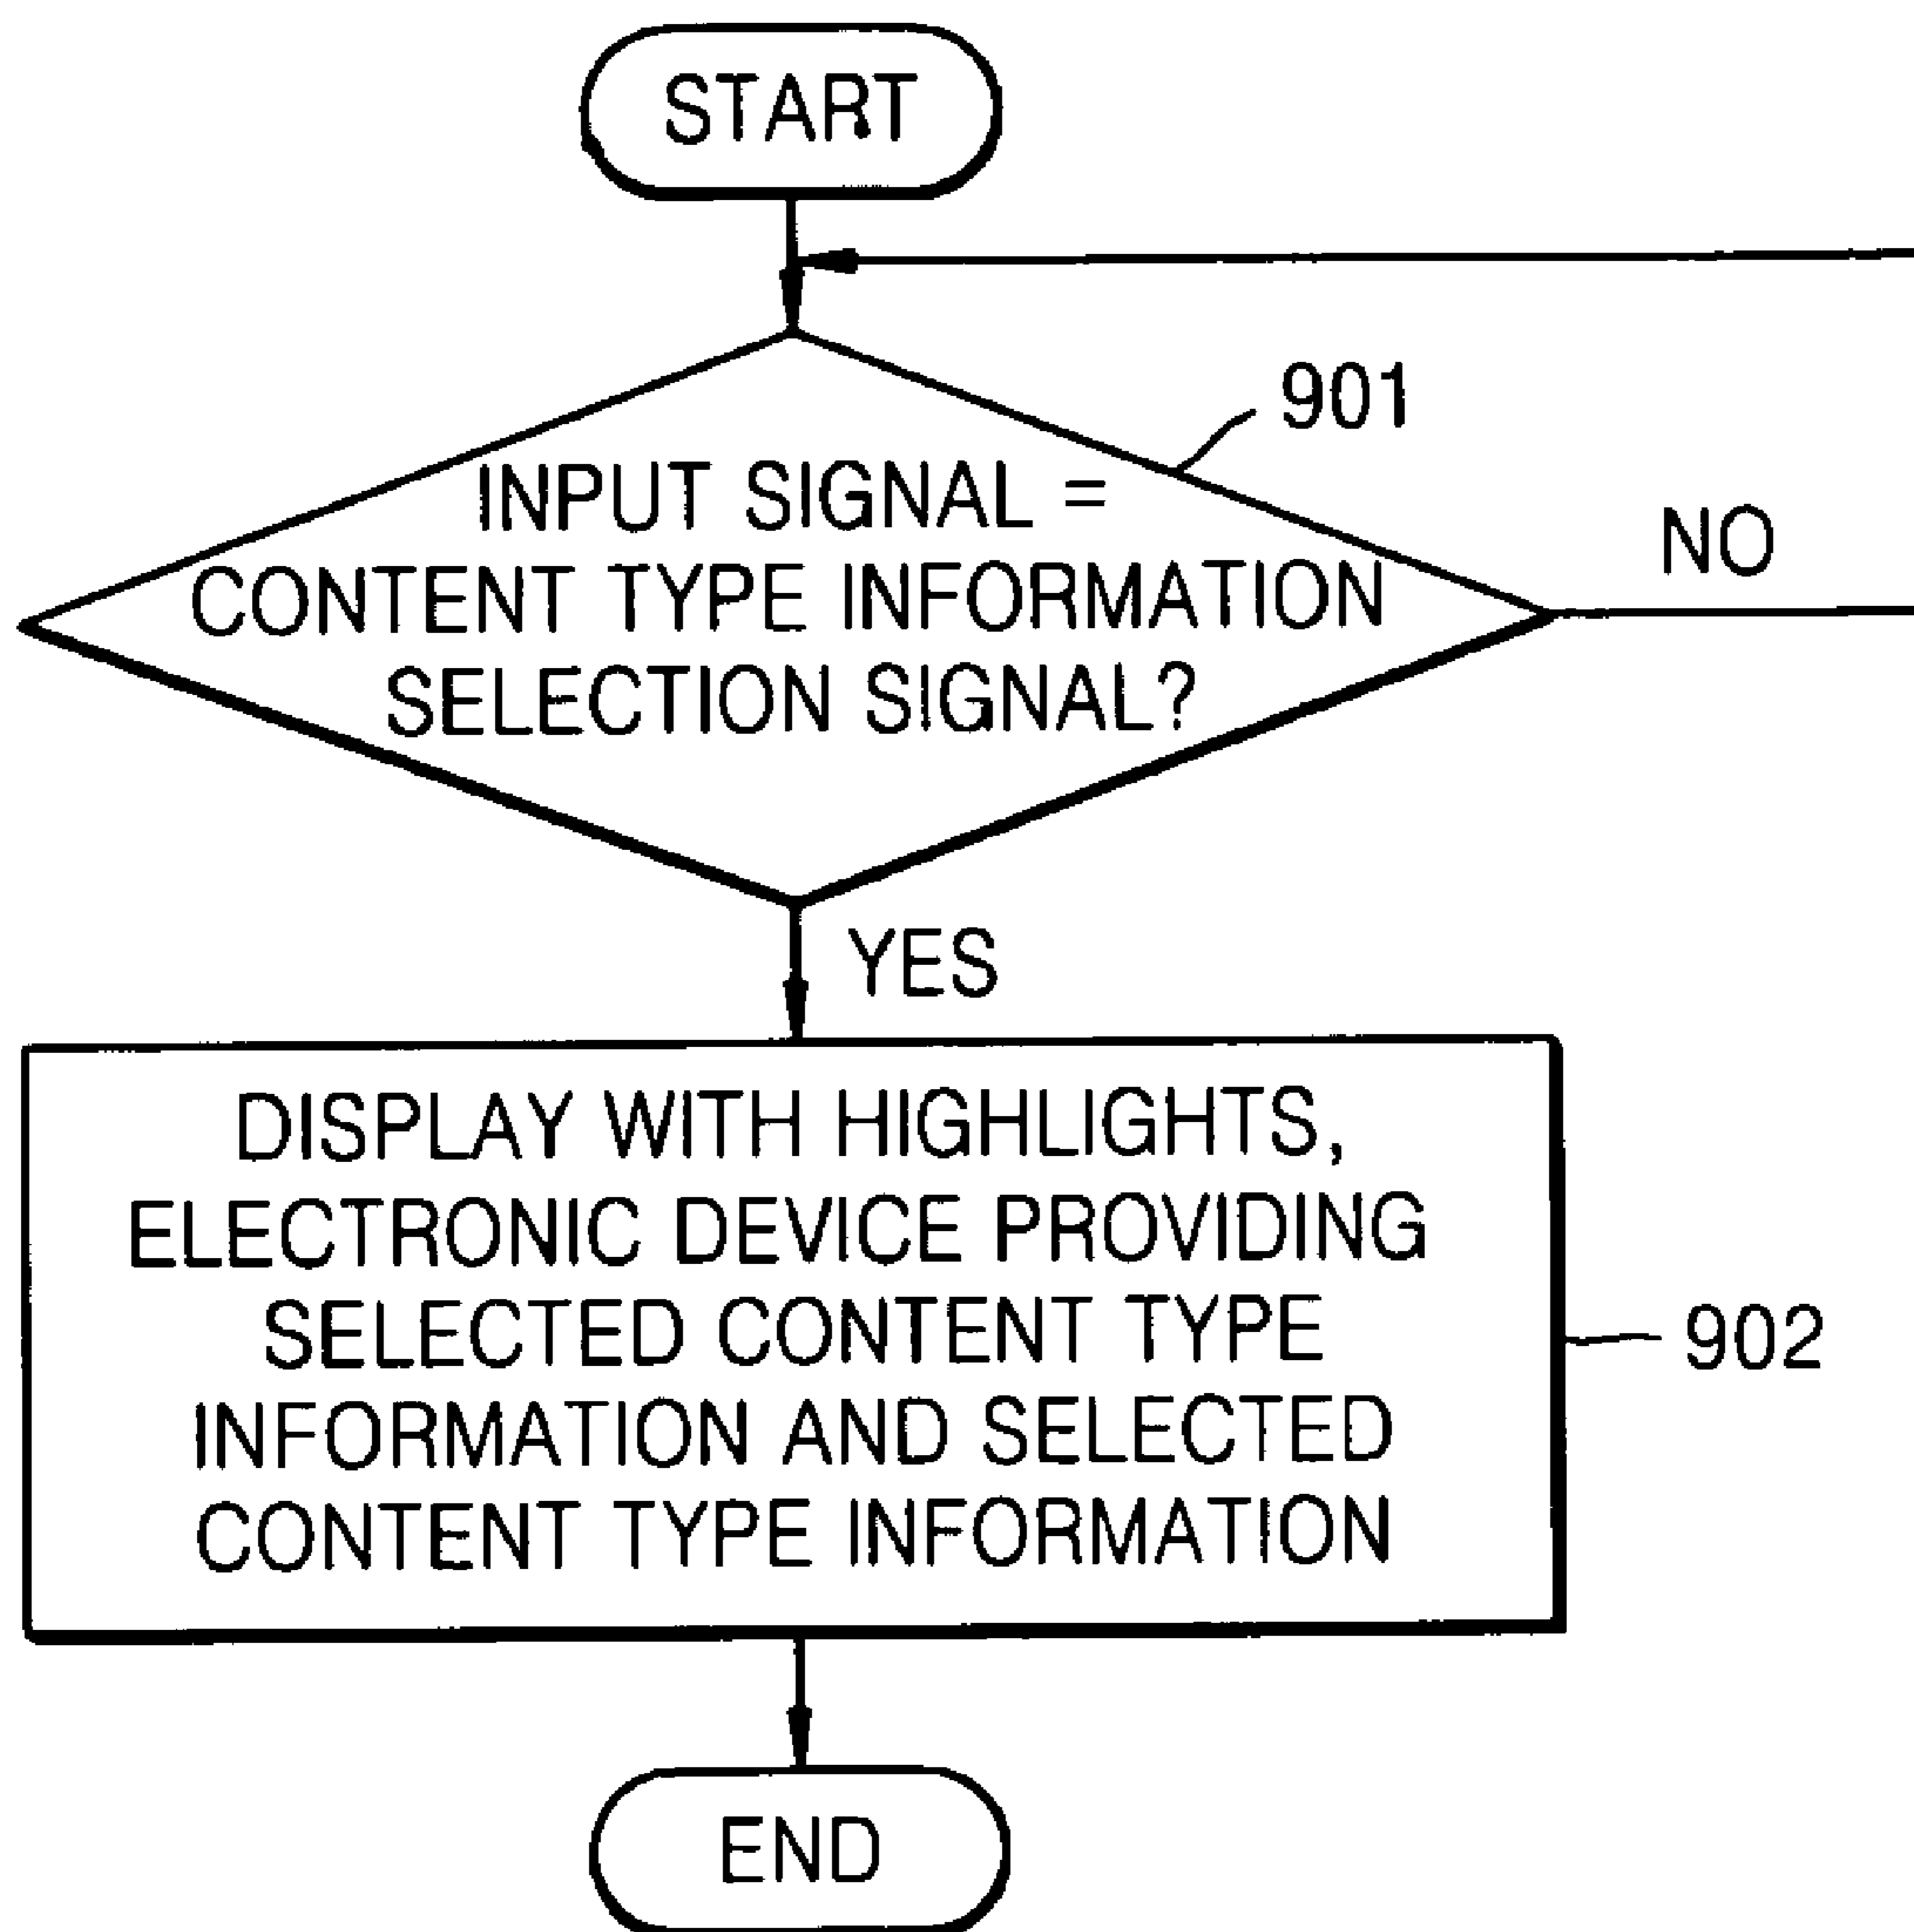 START
901
INPUT SIGNAL =
CONTENT TYPE INFORMATION
SELECTION SIGNAL?
NO
YES
DISPLAY WITH HIGHLIGHTS,
ELECTRONIC DEVICE PROVIDING
SELECTED CONTENT TYPE
INFORMATION AND SELECTED
CONTENT TYPE INFORMATION
902
END